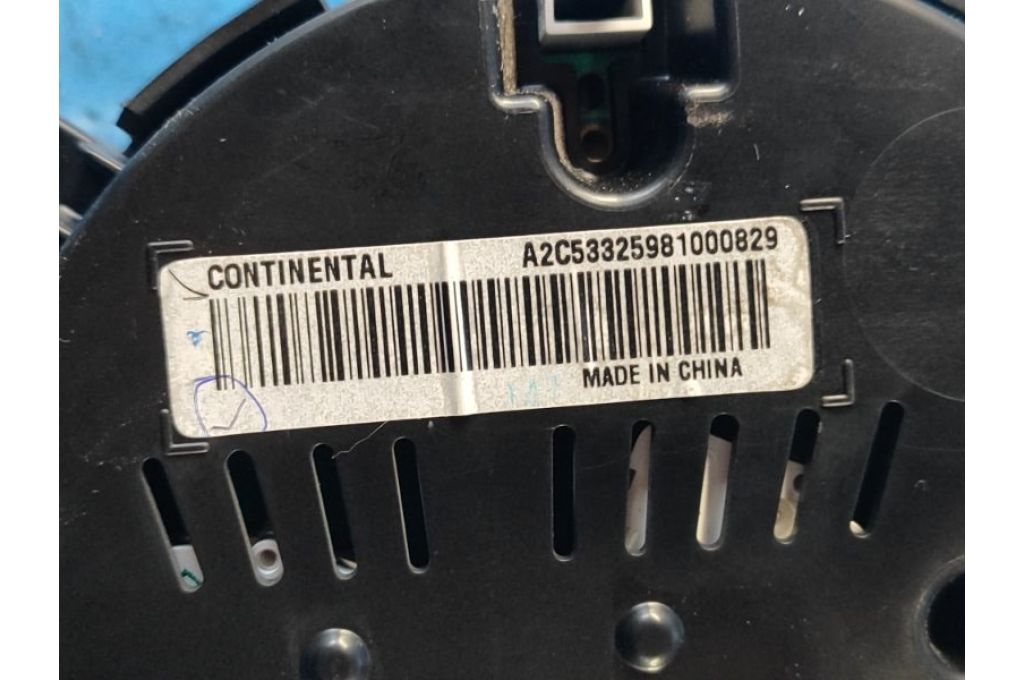 CONTINENTAL A2C53325981000829
MADE IN CHINA